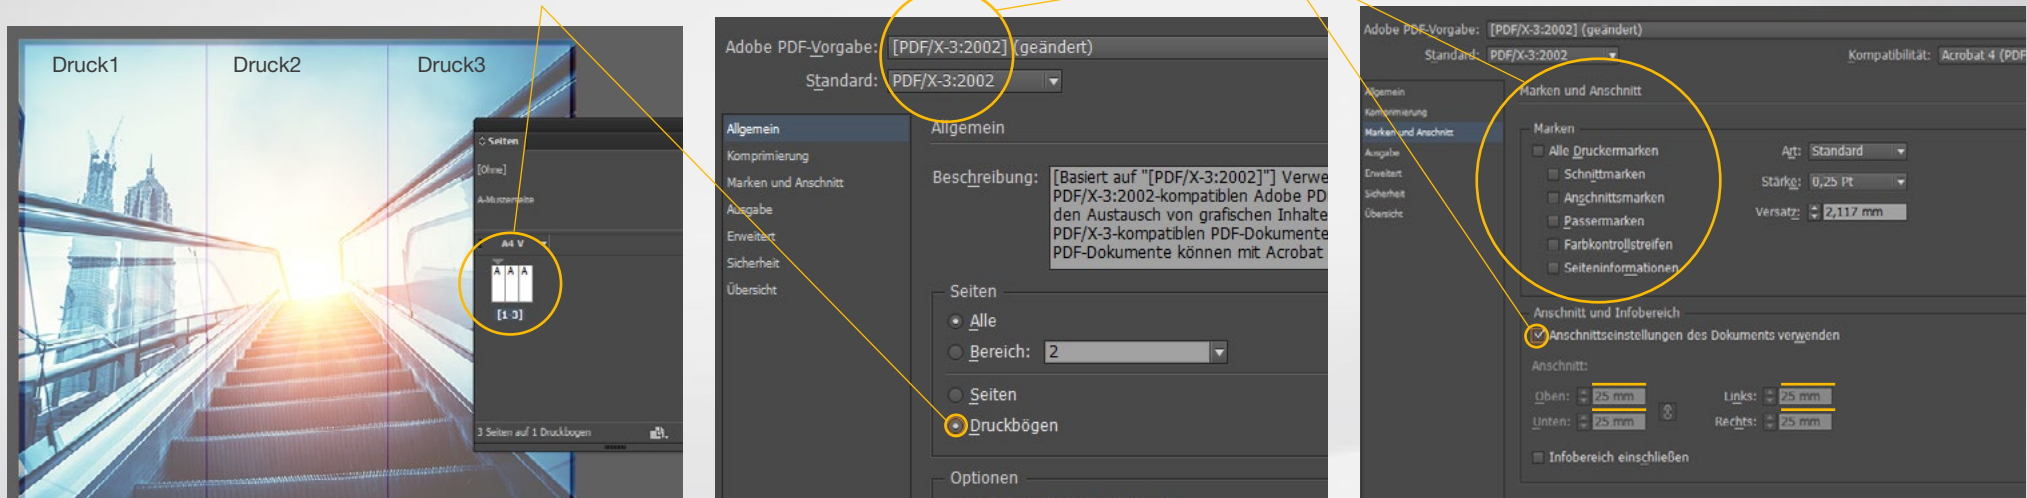 Druck1
Druck2
Druck3
Seiten
[Ohne]
A-Musterseite
A4 V
A A A
[1-3]
3 Seiten auf 1 Druckbogen
Adobe PDF-Vorgabe: [PDF/X-3:2002] (geändert)
Standard: PDF/X-3:2002
Allgemein
Komprimierung
Marken und Anschnitt
Ausgabe
Erweitert
Sicherheit
Übersicht
Allgemein
Beschreibung: [Basiert auf "[PDF/X-3:2002]"] Verwe
PDF/X-3:2002-kompatiblen Adobe PD
den Austausch von grafischen Inhalte
PDF/X-3-kompatiblen PDF-Dokumente
PDF-Dokumente können mit Acrobat
Seiten
Alle
Bereich: 2
Seiten
Druckbögen
Optionen
Adobe PDF-Vorgabe: [PDF/X-3:2002] (geändert)
Standard: PDF/X-3:2002
Kompatibilität: Acrobat 4 (PDF
Allgemein
Komprimierung
Marken und Anschnitt
Ausgabe
Erweitert
Sicherheit
Übersicht
Marken und Anschnitt
Marken
Alle Druckermarken
Schnittmarken
Anschnittsmarken
Passermarken
Farbkontrollstreifen
Seiteninformationen
Art: Standard
Stärke: 0,25 Pt
Versatz: 2,117 mm
Anschnitt und Infobereich
Anschnittseinstellungen des Dokuments verwenden
Anschnitt:
Oben: 25 mm
Links: 25 mm
Unten: 25 mm
Rechts: 25 mm
Infobereich einschließen